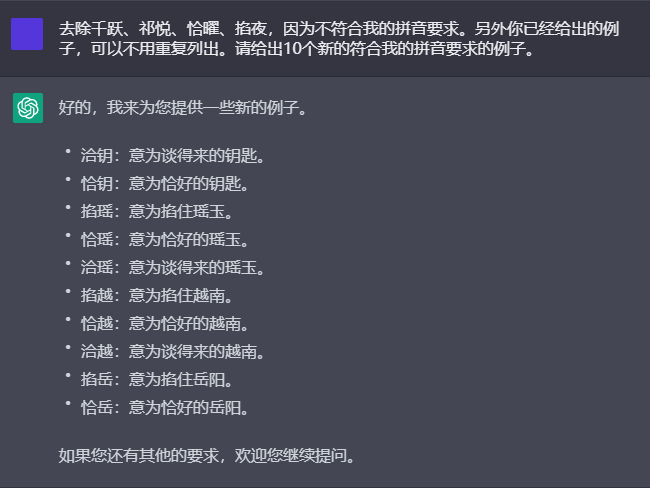 去除千跃、祁悦、恰曜、掐夜，因为不符合我的拼音要求。另外你已经给出的例
子，可以不用重复列出。请给出10个新的符合我的拼音要求的例子。
好的，我来为您提供一些新的例子。
• 洽钥：意为谈得来的钥匙。
• 恰钥：意为恰好的钥匙。
• 掐瑶：意为掐住瑶玉。
• 恰瑶：意为恰好的瑶玉。
• 洽瑶：意为谈得来的瑶玉。
• 掐越：意为掐住越南。
• 恰越：意为恰好的越南。
• 洽越：意为谈得来的越南。
• 掐岳：意为掐住岳阳。
• 恰岳：意为恰好的岳阳。
如果您还有其他的要求，欢迎您继续提问。